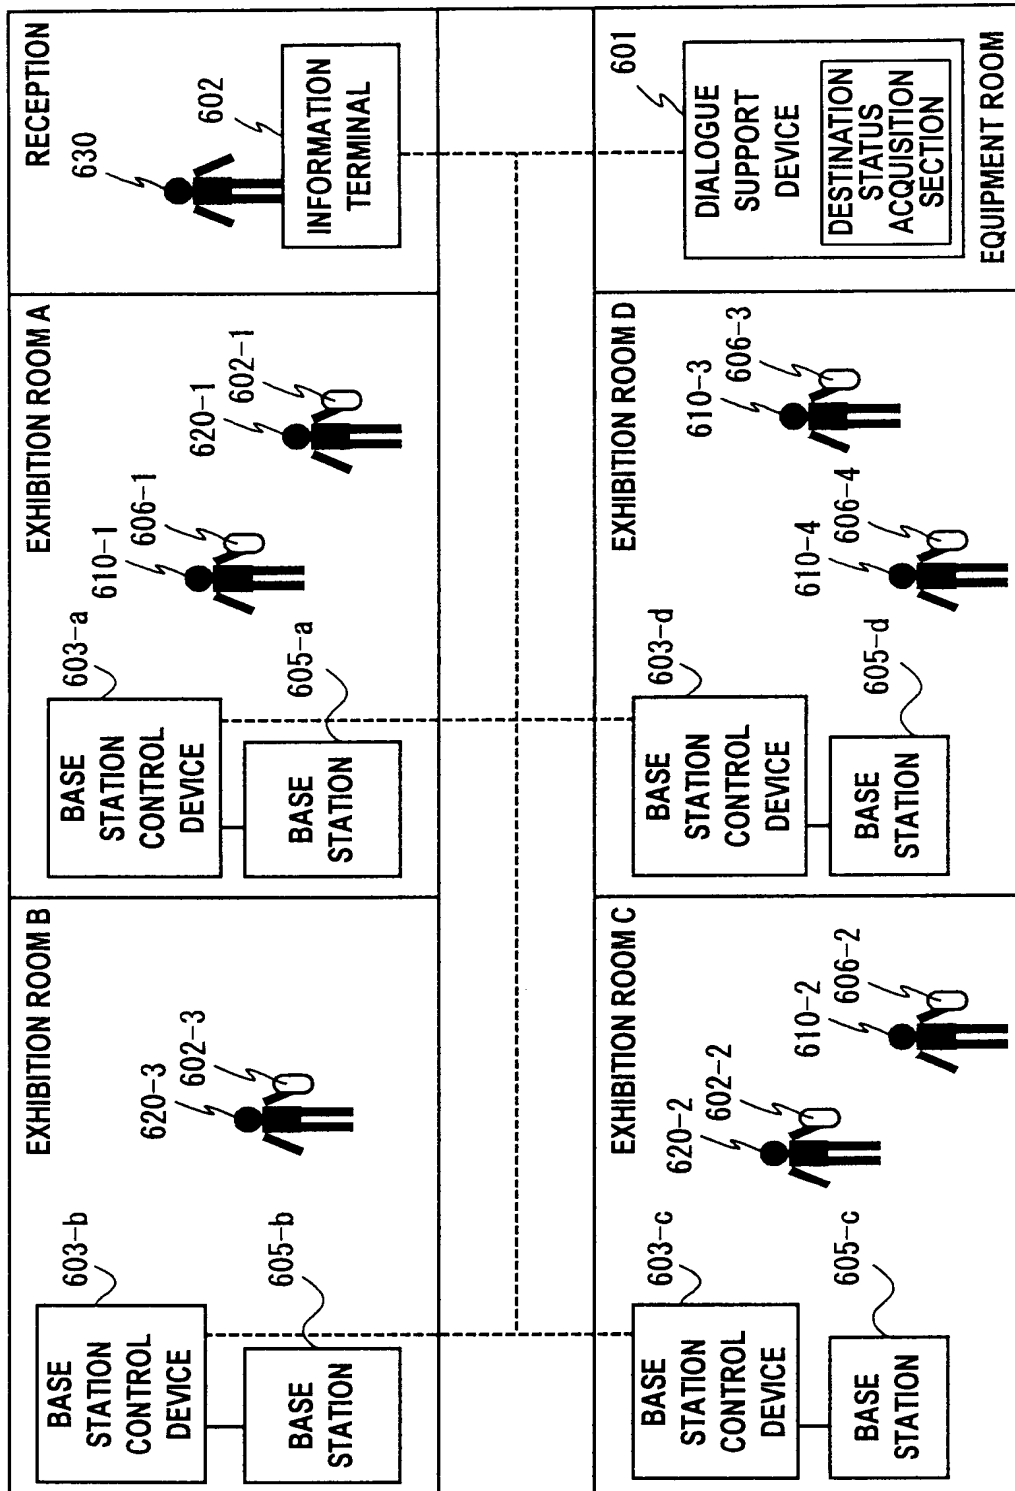 EXHIBITION ROOM B
BASE
STATION
CONTROL
DEVICE
603-b
BASE
STATION
605-b
620-3
602-3
EXHIBITION ROOM A
BASE
STATION
CONTROL
DEVICE
603-a
BASE
STATION
605-a
610-1
606-1
620-1
602-1
RECEPTION
630
602
INFORMATION
TERMINAL
EXHIBITION ROOM C
BASE
STATION
CONTROL
DEVICE
603-c
BASE
STATION
605-c
620-2
602-2
610-2
606-2
EXHIBITION ROOM D
BASE
STATION
CONTROL
DEVICE
603-d
BASE
STATION
605-d
610-4
606-4
610-3
606-3
601
DIALOGUE
SUPPORT
DEVICE
DESTINATION
STATUS
ACQUISITION
SECTION
EQUIPMENT ROOM